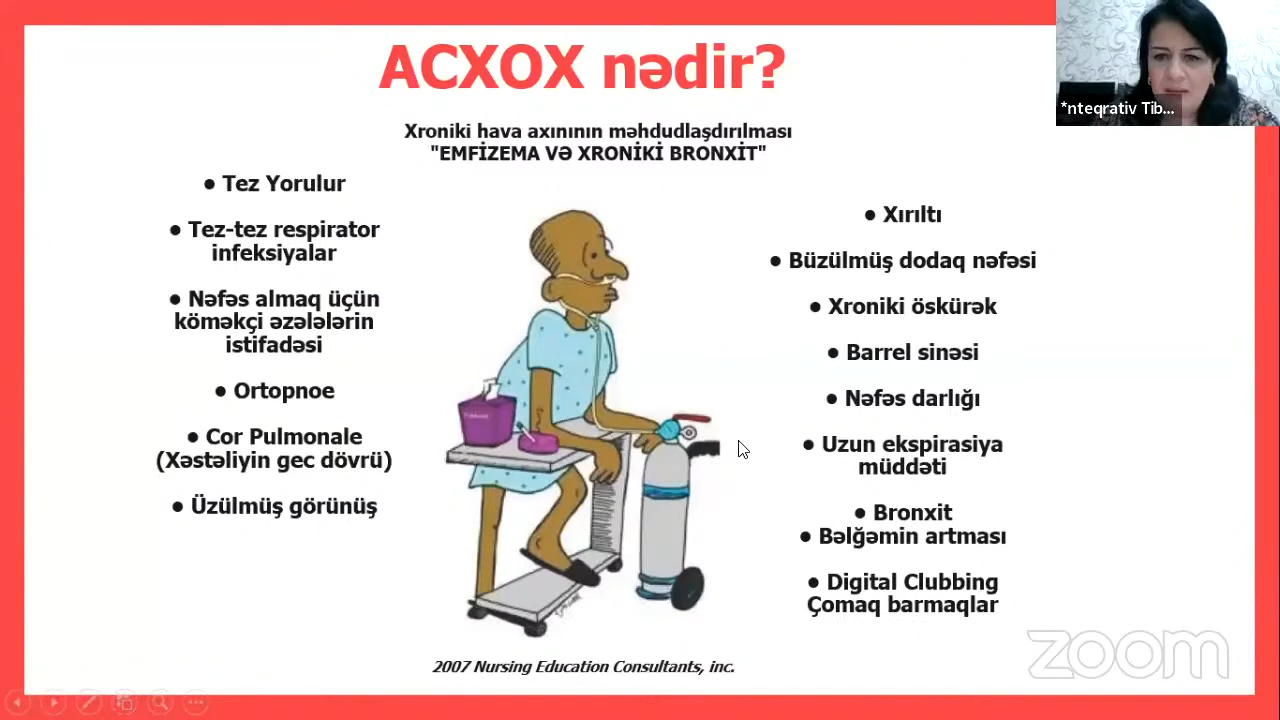 ACXOX nədir?
*nteqrativ Tib...
Xroniki hava axınının məhdudlaşdırılması
"EMFİZEMA VƏ XRONİKİ BRONXİT"
● Tez Yorulur
● Tez-tez respirator
infeksiyalar
● Nəfəs almaq üçün
köməkçi əzələlərin
istifadəsi
● Ortopnoe
● Cor Pulmonale
(Xəstəliyin gec dövrü)
● Üzülmüş görünüş
● Xırıltı
● Büzülmüş dodaq nəfəsi
● Xroniki öskürək
● Barrel sinəsi
● Nəfəs darlığı
● Uzun ekspirasiya
müddəti
● Bronxit
● Bəlğəmin artması
● Digital Clubbing
Çomaq barmaqlar
2007 Nursing Education Consultants, inc.
zoom